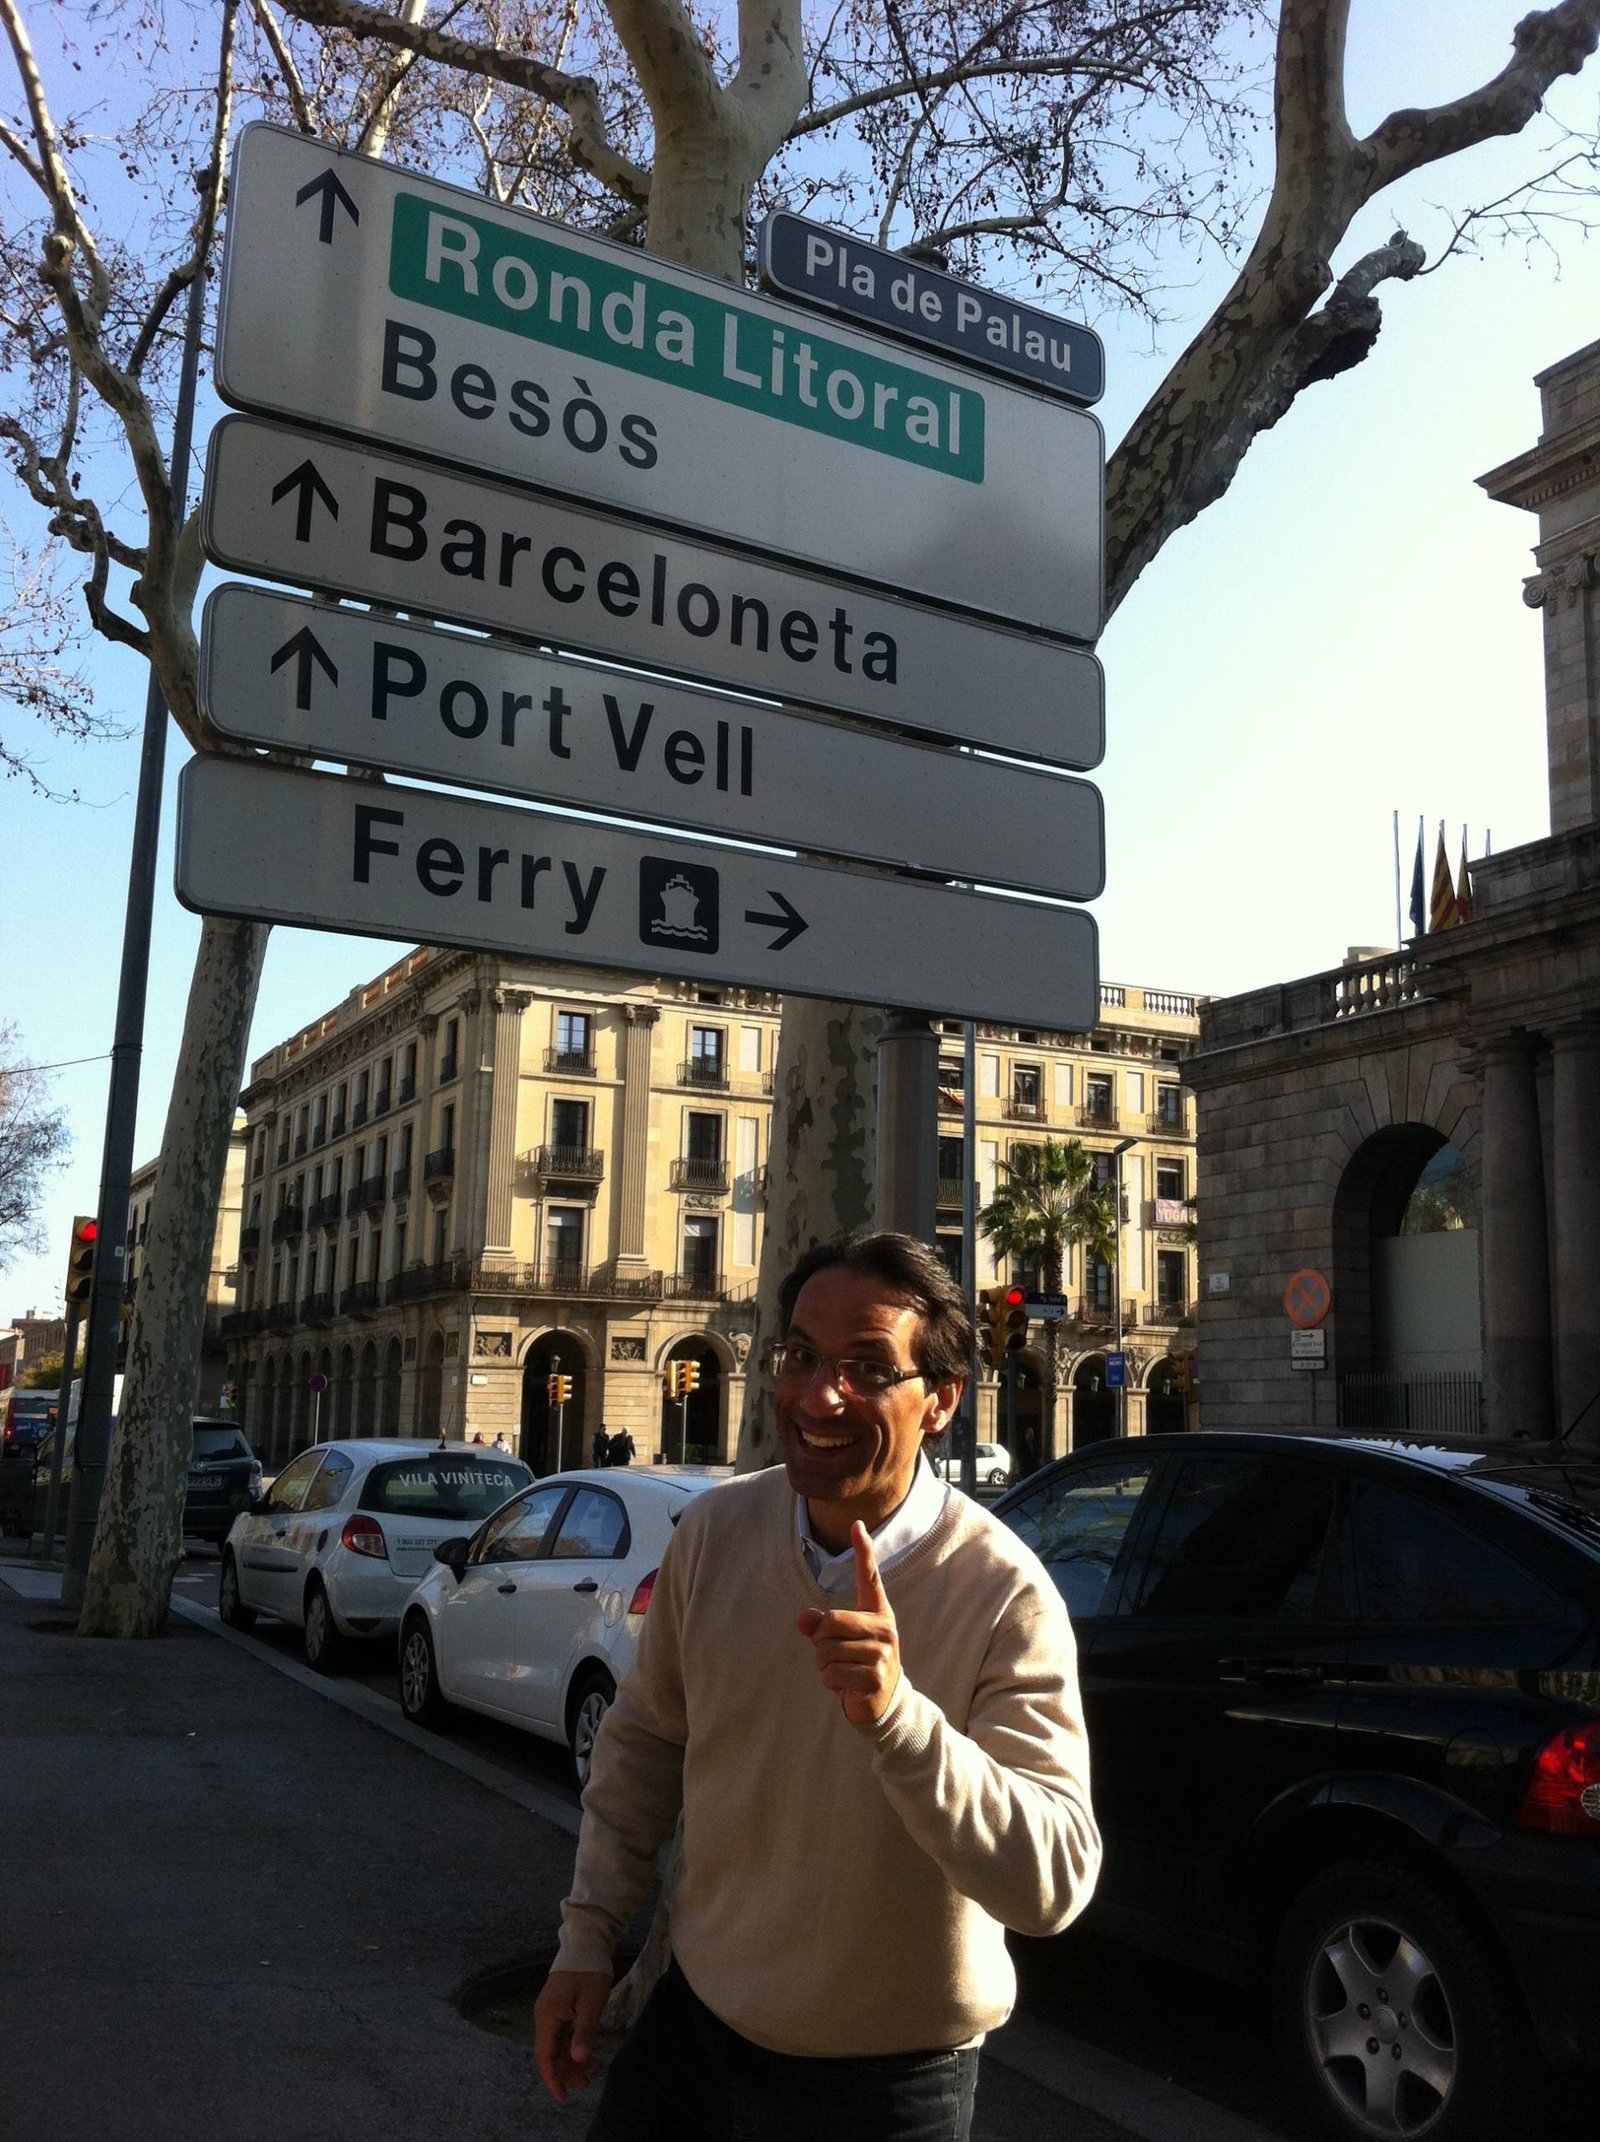 Pla de Palau
Ronda Litoral
Besòs
Barceloneta
Port Vell
Ferry
VILA VINITECA
YOGA